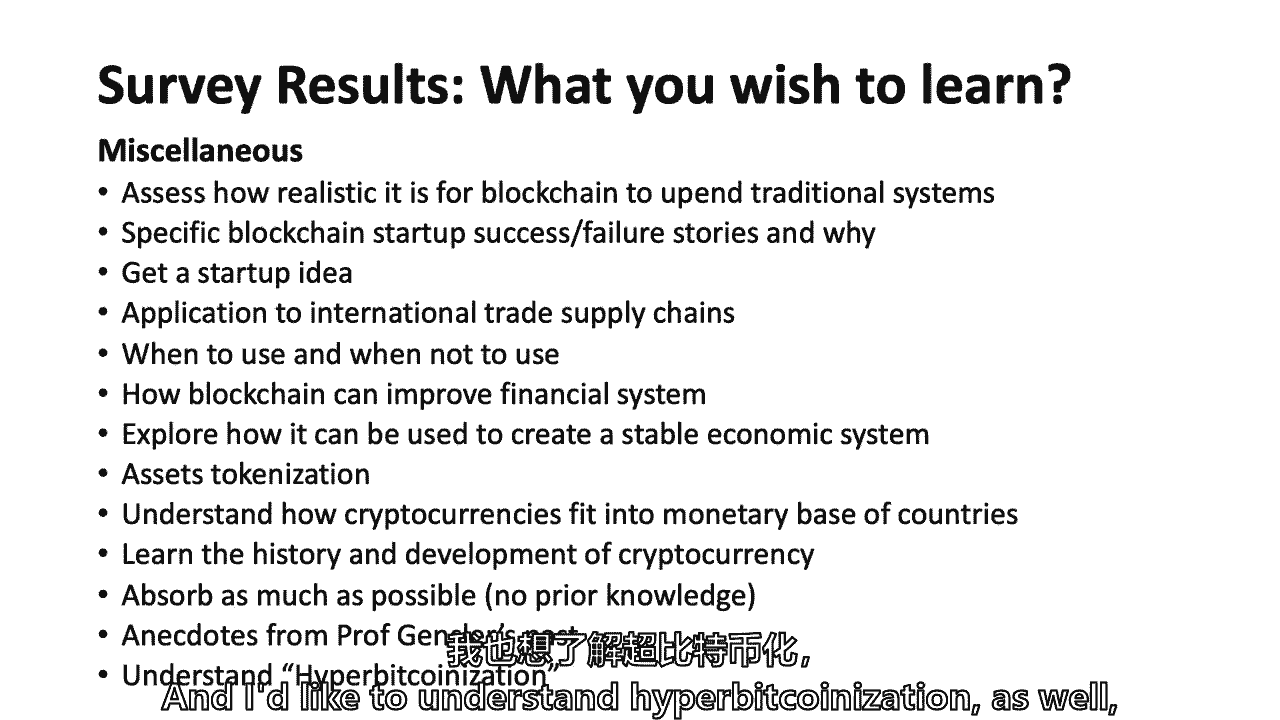 Survey Results: What you wish to learn?
Miscellaneous
• Assess how realistic it is for blockchain to upend traditional systems
• Specific blockchain startup success/failure stories and why
• Get a startup idea
• Application to international trade supply chains
• When to use and when not to use
• How blockchain can improve financial system
• Explore how it can be used to create a stable economic system
• Assets tokenization
• Understand how cryptocurrencies fit into monetary base of countries
• Learn the history and development of cryptocurrency
• Absorb as much as possible (no prior knowledge)
• Anecdotes from Prof Gensler's past
我也想了解超比特币化，
• Understand “Hyperbitcoinization”
And I'd like to understand hyperbitcoinization, as well,